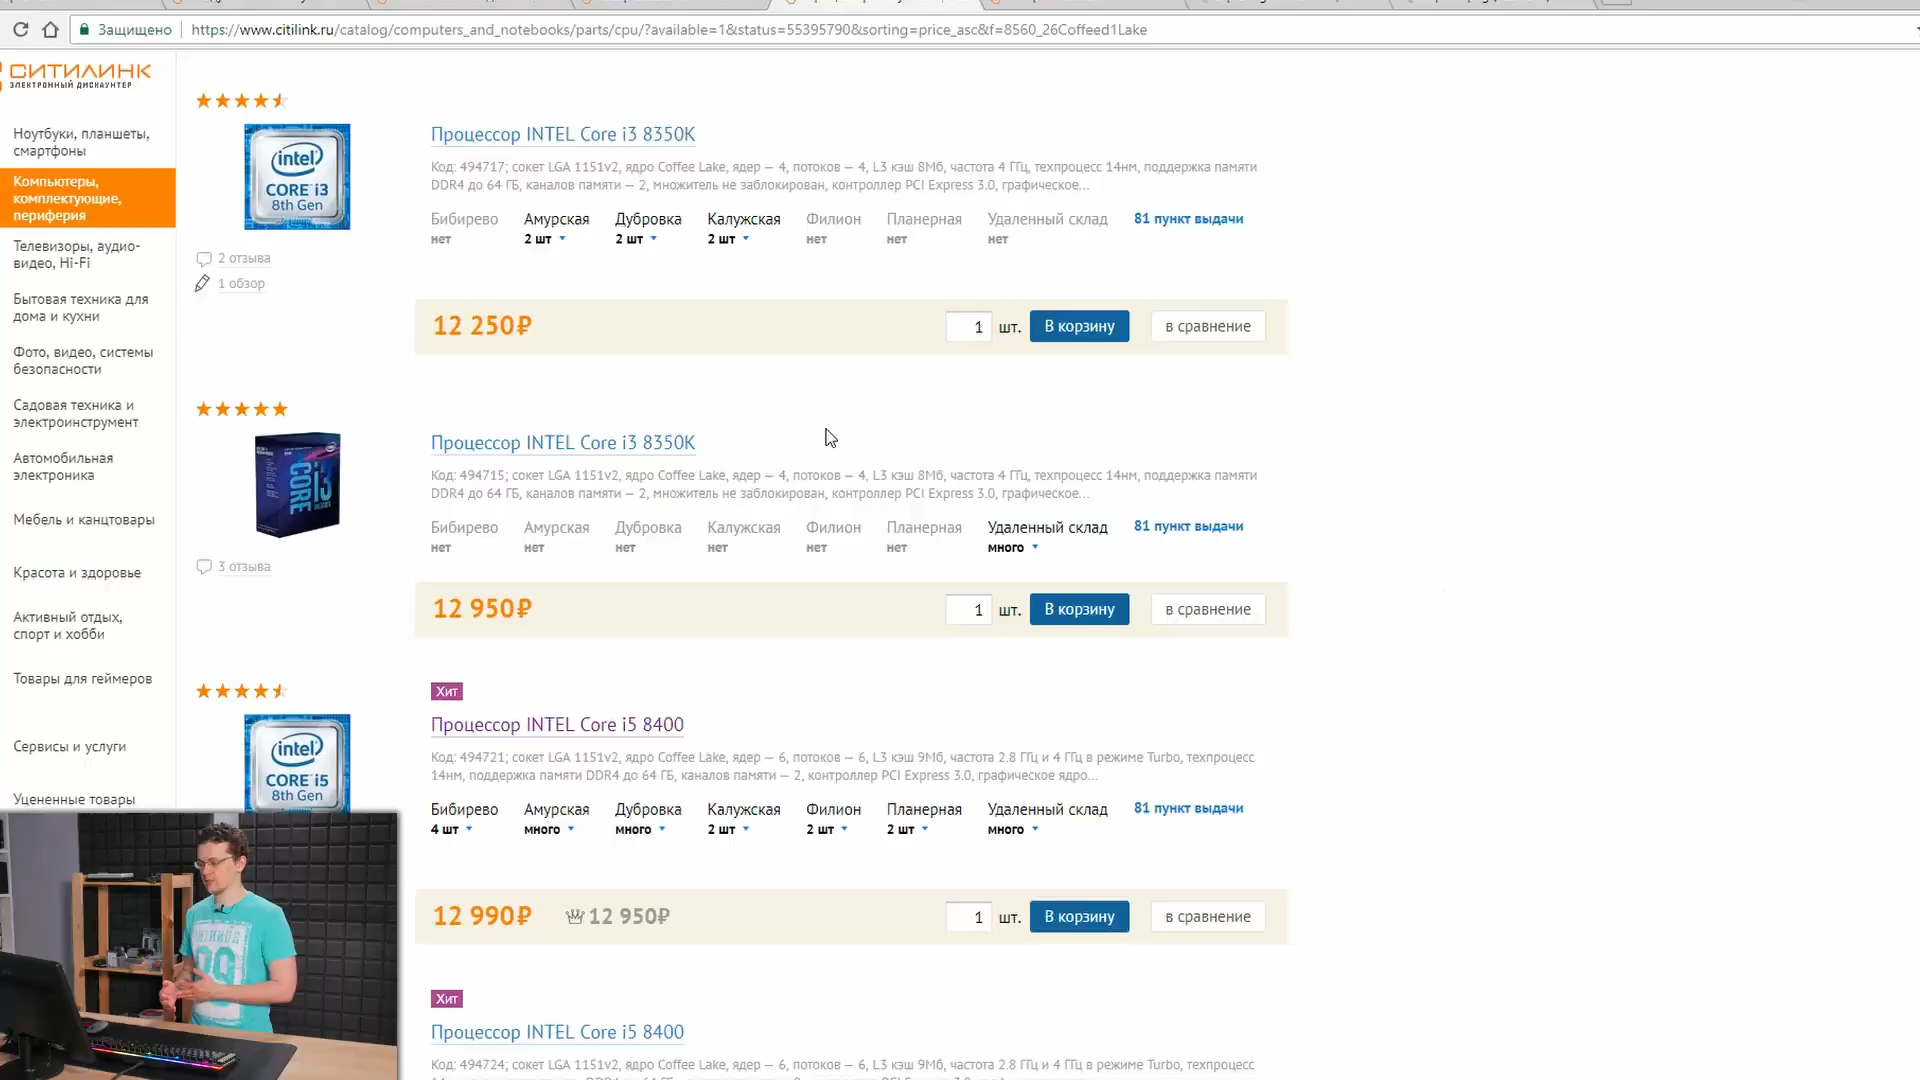 Защищено
https://www.citilink.ru/catalog/computers_and_notebooks/parts/cpu/?available=1&status=55395790&sorting=price_asc&f=8560_26Coffeed1Lake
СИТИЛИНК
ЭЛЕКТРОННЫЙ ДИСКАУНТЕР
Ноутбуки, планшеты,
смартфоны
Компьютеры,
комплектующие,
периферия
Телевизоры, аудио-
видео, Hi-Fi
Бытовая техника для
дома и кухни
Фото, видео, системы
безопасности
Садовая техника и
электроинструмент
Автомобильная
электроника
Мебель и канцтовары
Красота и здоровье
Активный отдых,
спорт и хобби
Товары для геймеров
Сервисы и услуги
Уцененные товары
intel
CORE i3
8th Gen
2 отзыва
1 обзор
Процессор INTEL Core i3 8350K
Код: 494717; сокет LGA 1151v2, ядро Coffee Lake, ядер — 4, потоков — 4, L3 кэш 8Мб, частота 4 ГГц, техпроцесс 14нм, поддержка памяти
DDR4 до 64 ГБ, каналов памяти — 2, множитель не заблокирован, контроллер PCI Express 3.0, графическое...
Бибирево Амурская Дубровка Калужская Филион Планерная Удаленный склад 81 пункт выдачи
нет 2 шт 2 шт 2 шт нет нет нет
12 250₽ 1 шт. В корзину в сравнение
CORE i3
3 отзыва
Процессор INTEL Core i3 8350K
Код: 494715; сокет LGA 1151v2, ядро Coffee Lake, ядер — 4, потоков — 4, L3 кэш 8Мб, частота 4 ГГц, техпроцесс 14нм, поддержка памяти
DDR4 до 64 ГБ, каналов памяти — 2, множитель не заблокирован, контроллер PCI Express 3.0, графическое...
Бибирево Амурская Дубровка Калужская Филион Планерная Удаленный склад 81 пункт выдачи
нет нет нет нет нет нет много
12 950₽ 1 шт. В корзину в сравнение
intel
CORE i5
8th Gen
Хит
Процессор INTEL Core i5 8400
Код: 494721; сокет LGA 1151v2, ядро Coffee Lake, ядер — 6, потоков — 6, L3 кэш 9Мб, частота 2.8 ГГц и 4 ГГц в режиме Turbo, техпроцесс
14нм, поддержка памяти DDR4 до 64 ГБ, каналов памяти — 2, контроллер PCI Express 3.0, графическое ядро...
Бибирево Амурская Дубровка Калужская Филион Планерная Удаленный склад 81 пункт выдачи
4 шт много много 2 шт 2 шт 2 шт много
12 990₽ 12 950₽ 1 шт. В корзину в сравнение
Хит
Процессор INTEL Core i5 8400
Код: 494724; сокет LGA 1151v2, ядро Coffee Lake, ядер — 6, потоков — 6, L3 кэш 9Мб, частота 2.8 ГГц и 4 ГГц в режиме Turbo, техпроцесс